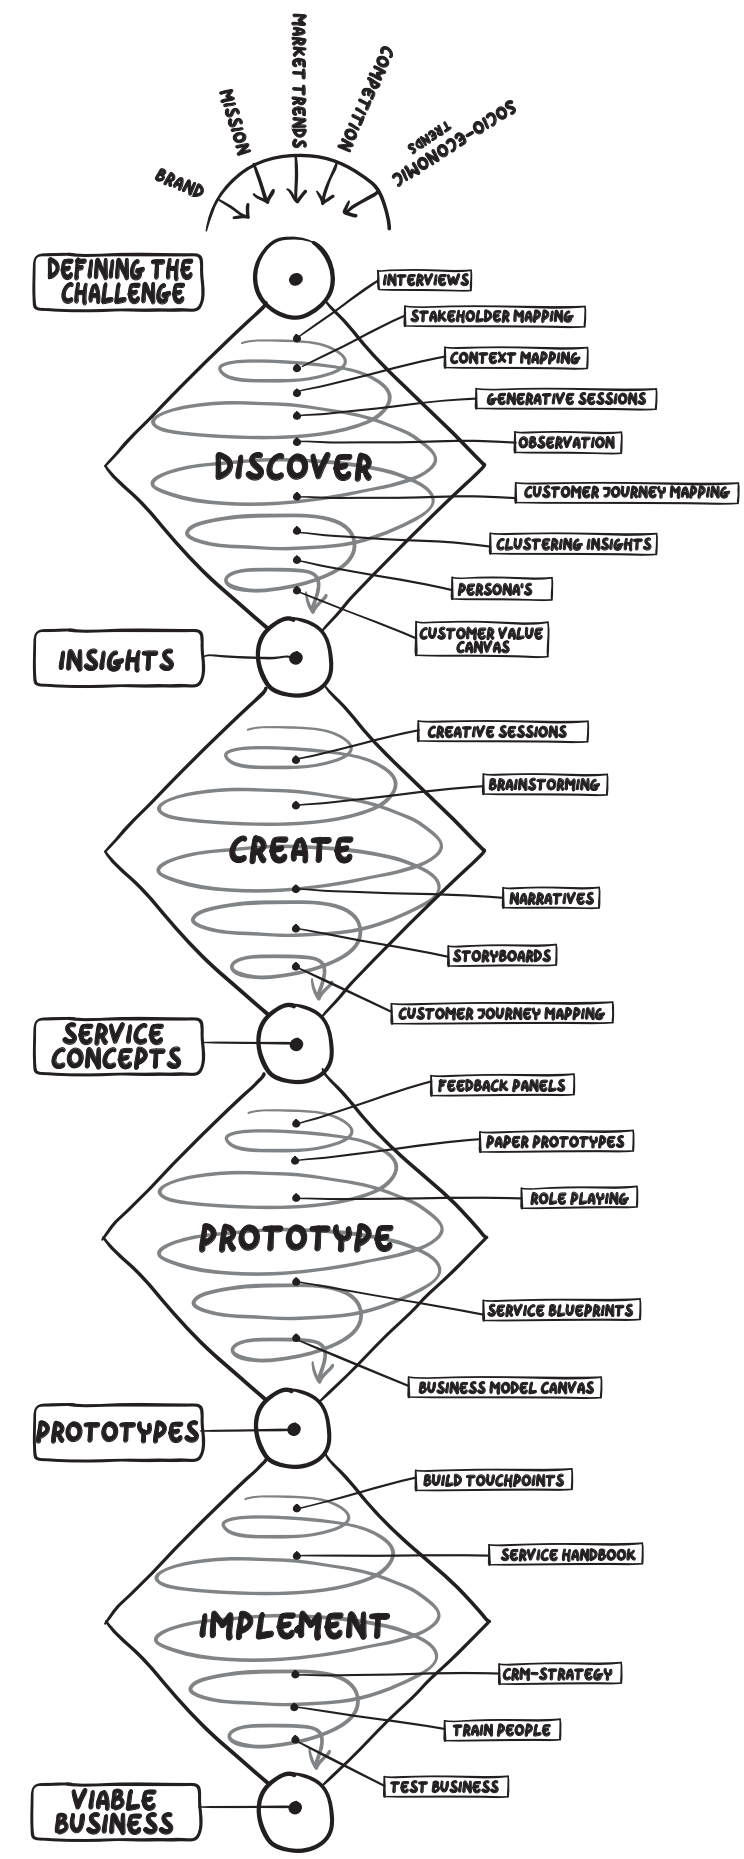 BRAND
MISSION
MARKET TRENDS
COMPETITION
SOCIO-ECONOMIC
TRENDS
DEFINING THE
CHALLENGE
INTERVIEWS
STAKEHOLDER MAPPING
CONTEXT MAPPING
GENERATIVE SESSIONS
OBSERVATION
DISCOVER
CUSTOMER JOURNEY MAPPING
CLUSTERING INSIGHTS
PERSONA'S
CUSTOMER VALUE
CANVAS
INSIGHTS
CREATIVE SESSIONS
BRAINSTORMING
CREATE
NARRATIVES
STORYBOARDS
CUSTOMER JOURNEY MAPPING
SERVICE
CONCEPTS
FEEDBACK PANELS
PAPER PROTOTYPES
ROLE PLAYING
PROTOTYPE
SERVICE BLUEPRINTS
BUSINESS MODEL CANVAS
PROTOTYPES
BUILD TOUCHPOINTS
SERVICE HANDBOOK
IMPLEMENT
CRM-STRATEGY
TRAIN PEOPLE
TEST BUSINESS
VIABLE
BUSINESS